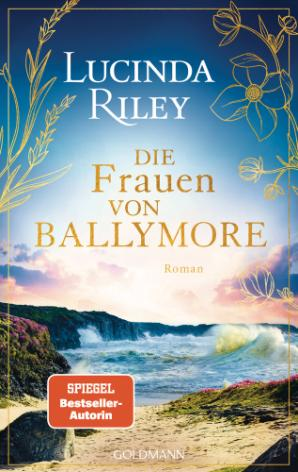 LUCINDA
RILEY
DIE
Frauen
VON
BALLYMORE
Roman
SPIEGEL
Bestseller-
Autorin
GOLDMANN